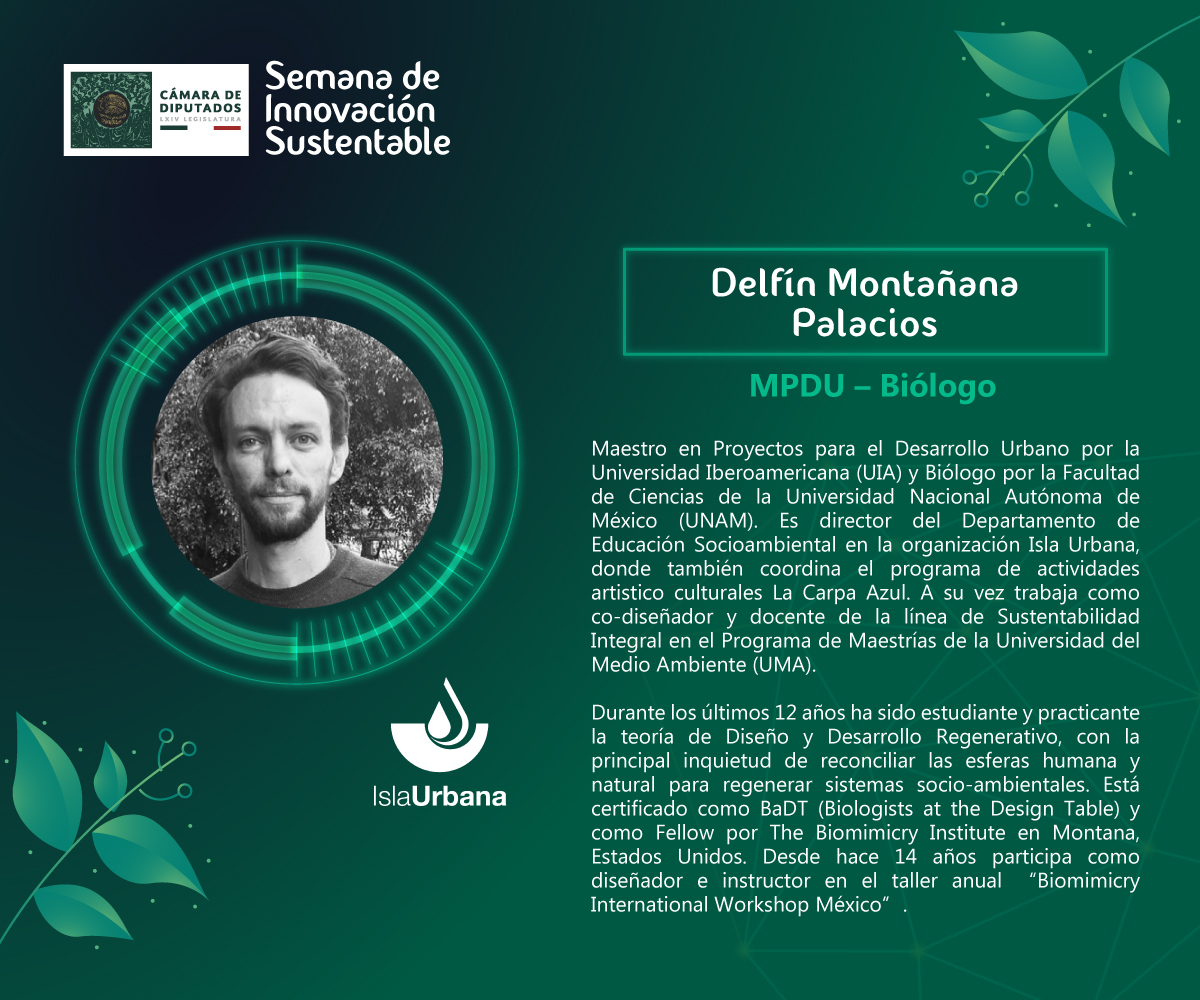 CÁMARA DE
DIPUTADOS
LXIV LEGISLATURA
Semana de
Innovación
Sustentable
Delfín Montañana
Palacios
MPDU – Biólogo
Maestro en Proyectos para el Desarrollo Urbano por la
Universidad Iberoamericana (UIA) y Biólogo por la Facultad
de Ciencias de la Universidad Nacional Autónoma de
México (UNAM). Es director del Departamento de
Educación Socioambiental en la organización Isla Urbana,
donde también coordina el programa de actividades
artistico culturales La Carpa Azul. A su vez trabaja como
co-diseñador y docente de la línea de Sustentabilidad
Integral en el Programa de Maestrías de la Universidad del
Medio Ambiente (UMA).
Durante los últimos 12 años ha sido estudiante y practicante
la teoría de Diseño y Desarrollo Regenerativo, con la
principal inquietud de reconciliar las esferas humana y
natural para regenerar sistemas socio-ambientales. Está
certificado como BaDT (Biologists at the Design Table) y
como Fellow por The Biomimicry Institute en Montana,
Estados Unidos. Desde hace 14 años participa como
diseñador e instructor en el taller anual “Biomimicry
International Workshop México” .
IslaUrbana